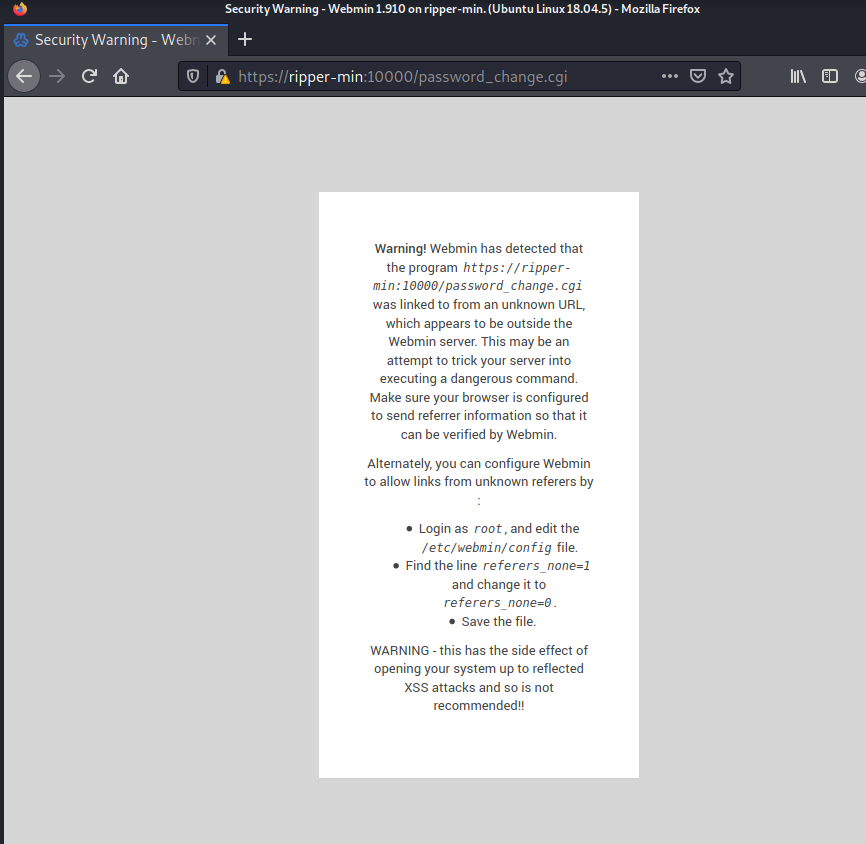 Security Warning - Webmin 1.910 on ripper-min. (Ubuntu Linux 18.04.5) - Mozilla Firefox
Security Warning - Webn
https://ripper-min:10000/password_change.cgi
Warning! Webmin has detected that
the program https://ripper-
min:10000/password_change.cgi
was linked to from an unknown URL,
which appears to be outside the
Webmin server. This may be an
attempt to trick your server into
executing a dangerous command.
Make sure your browser is configured
to send referrer information so that it
can be verified by Webmin.
Alternately, you can configure Webmin
to allow links from unknown referers by
:
• Login as root, and edit the
/etc/webmin/config file.
• Find the line referers_none=1
and change it to
referers_none=0.
• Save the file.
WARNING - this has the side effect of
opening your system up to reflected
XSS attacks and so is not
recommended!!